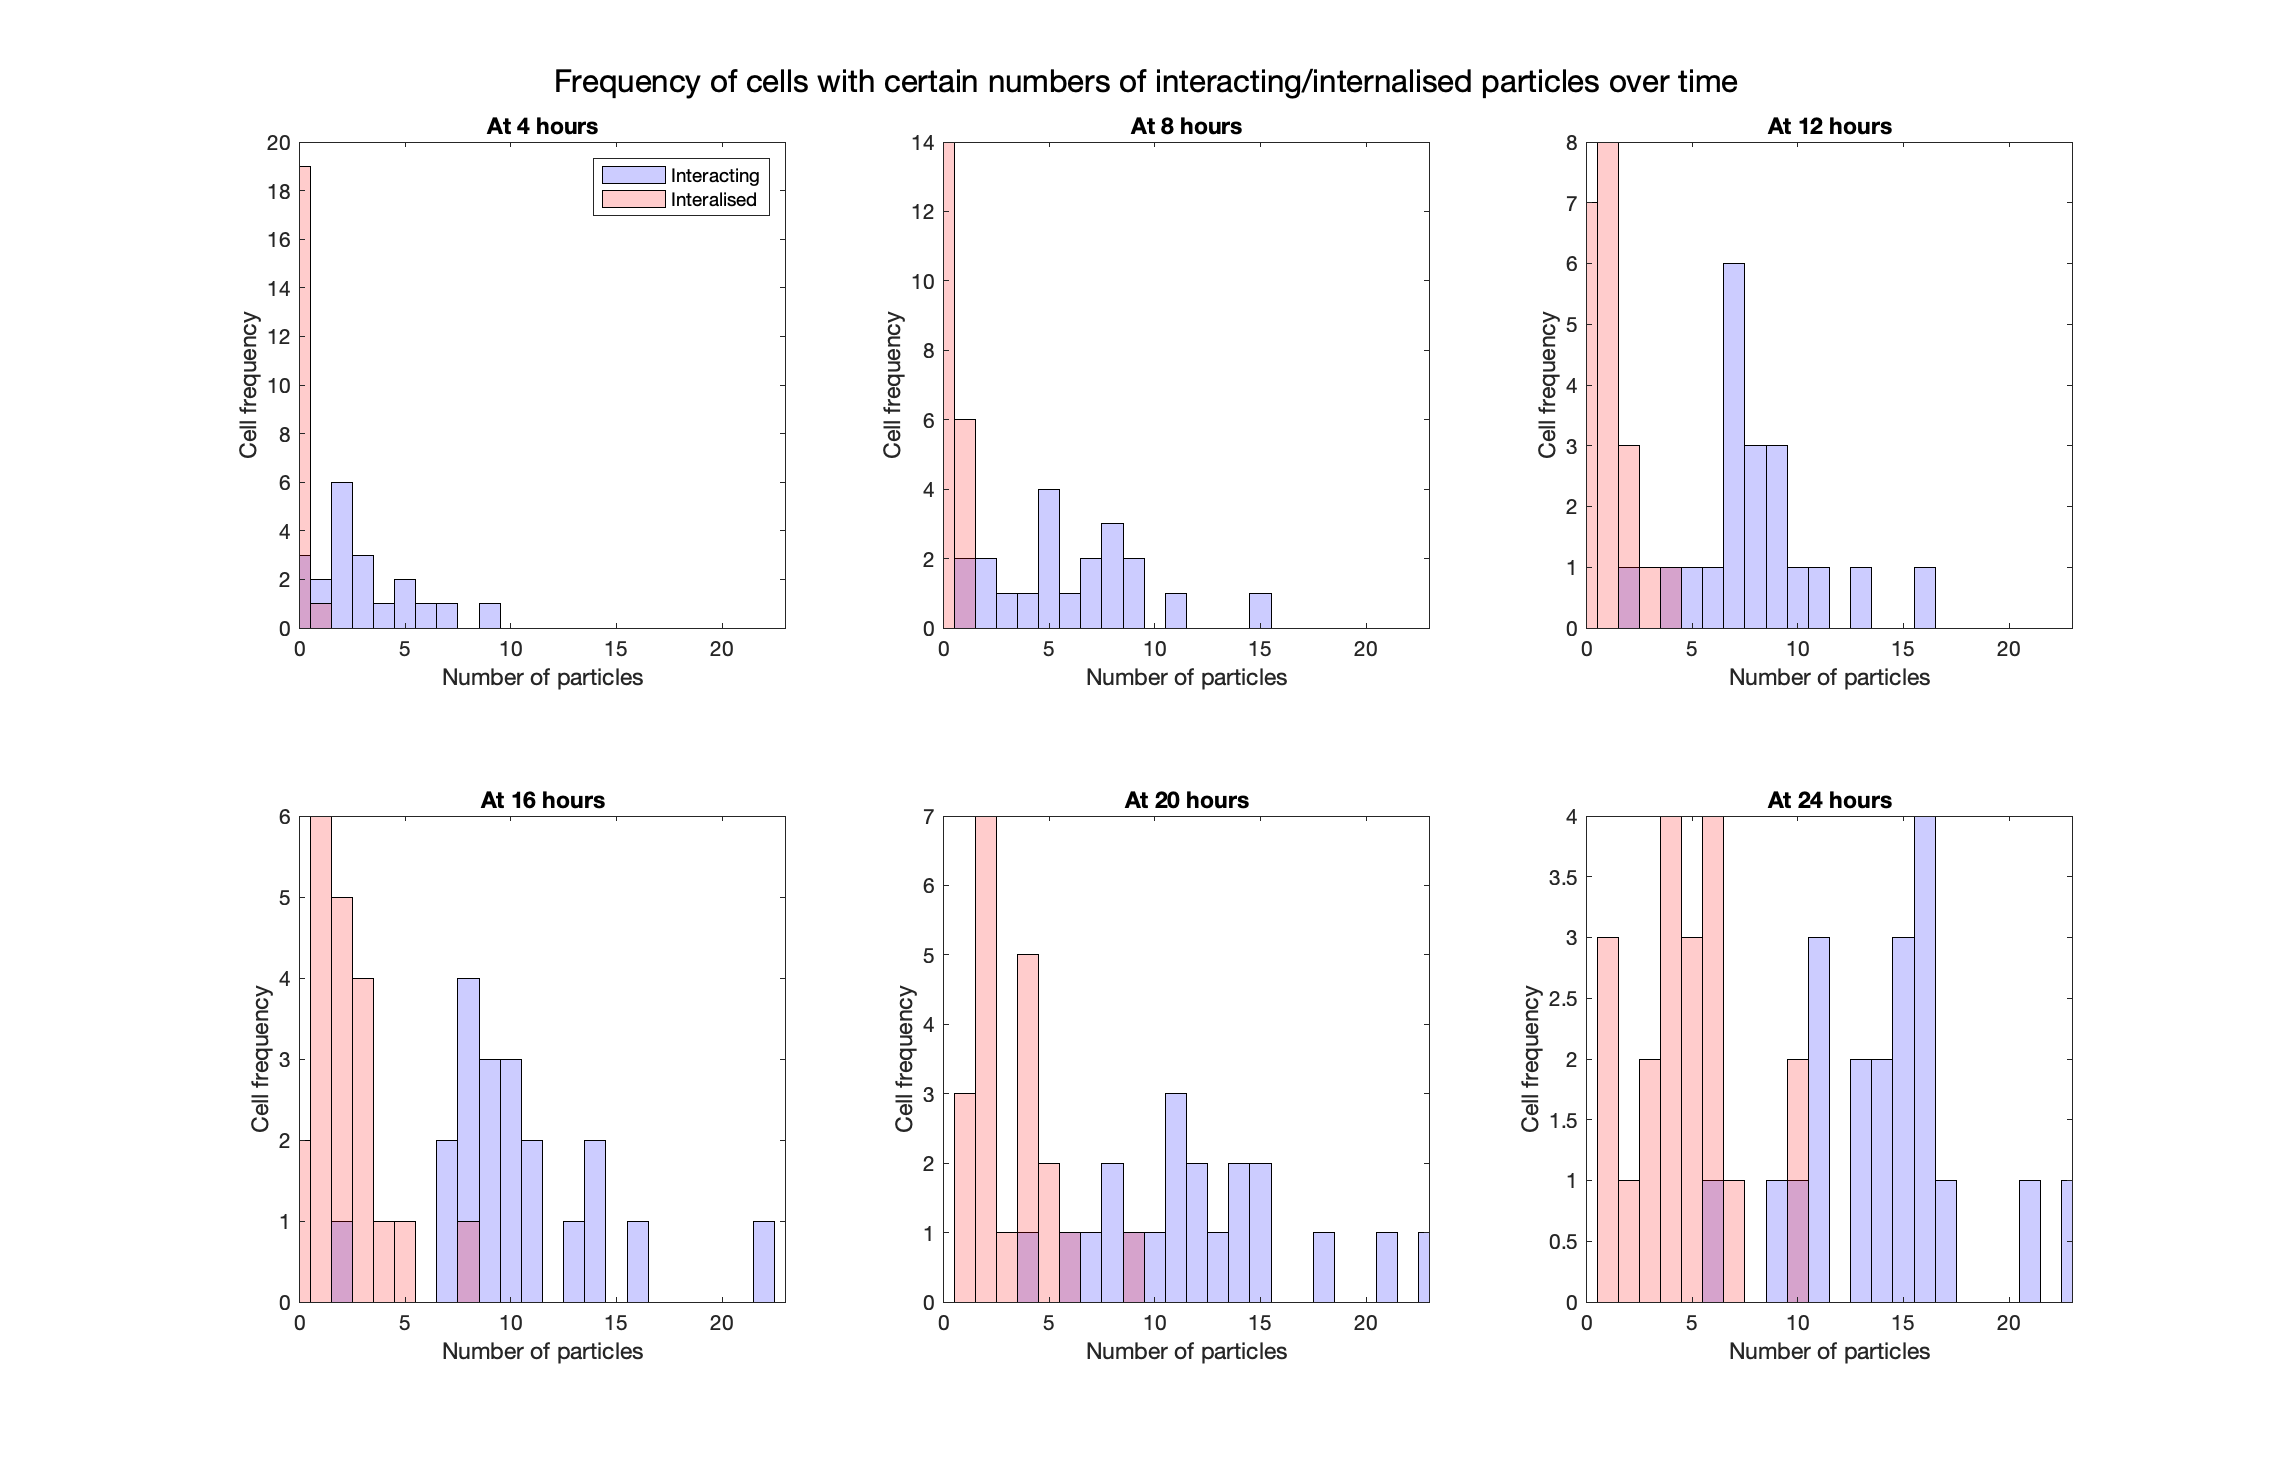 Frequency of cells with certain numbers of interacting/internalised particles over time
At 4 hours
20
18
16
14
12
10
8
6
4
2
0
Cell frequency
Interacting
Interalised
0 5 10 15 20
Number of particles
At 8 hours
14
12
10
8
6
4
2
0
Cell frequency
0 5 10 15 20
Number of particles
At 12 hours
8
7
6
5
4
3
2
1
0
Cell frequency
0 5 10 15 20
Number of particles
At 16 hours
6
5
4
3
2
1
0
Cell frequency
0 5 10 15 20
Number of particles
At 20 hours
7
6
5
4
3
2
1
0
Cell frequency
0 5 10 15 20
Number of particles
At 24 hours
4
3.5
3
2.5
2
1.5
1
0.5
0
Cell frequency
0 5 10 15 20
Number of particles